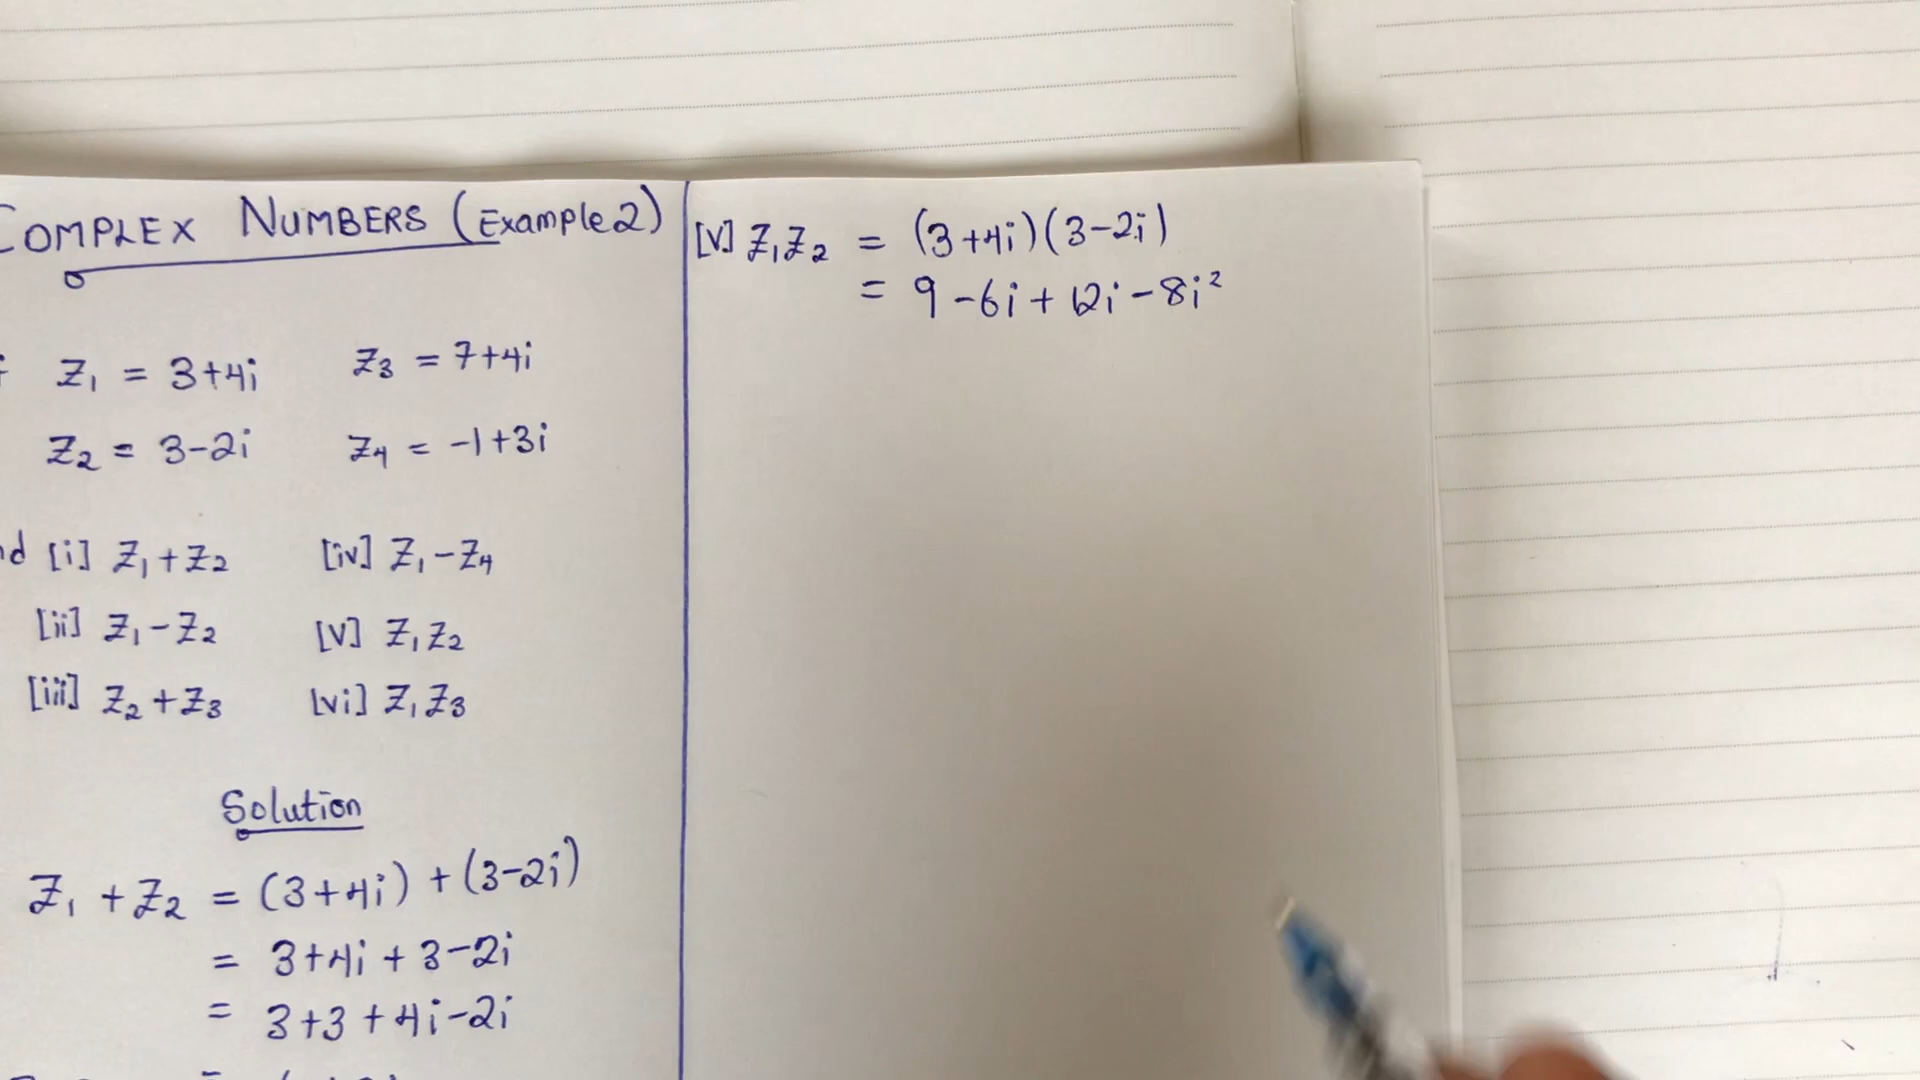 COMPLEX NUMBERS (Example 2)
Z₁ = 3+4i Z₃ = 7+4i
Z₂ = 3-2i Z₄ = -1+3i
[i] Z₁+Z₂ [iv] Z₁-Z₄
[ii] Z₁-Z₂ [V] Z₁Z₂
[iii] Z₂+Z₃ [vi] Z₁Z₃
Solution
Z₁+Z₂ = (3+4i)+(3-2i)
= 3+4i+3-2i
= 3+3+4i-2i
[V] Z₁Z₂ = (3+4i)(3-2i)
= 9-6i+12i-8i²